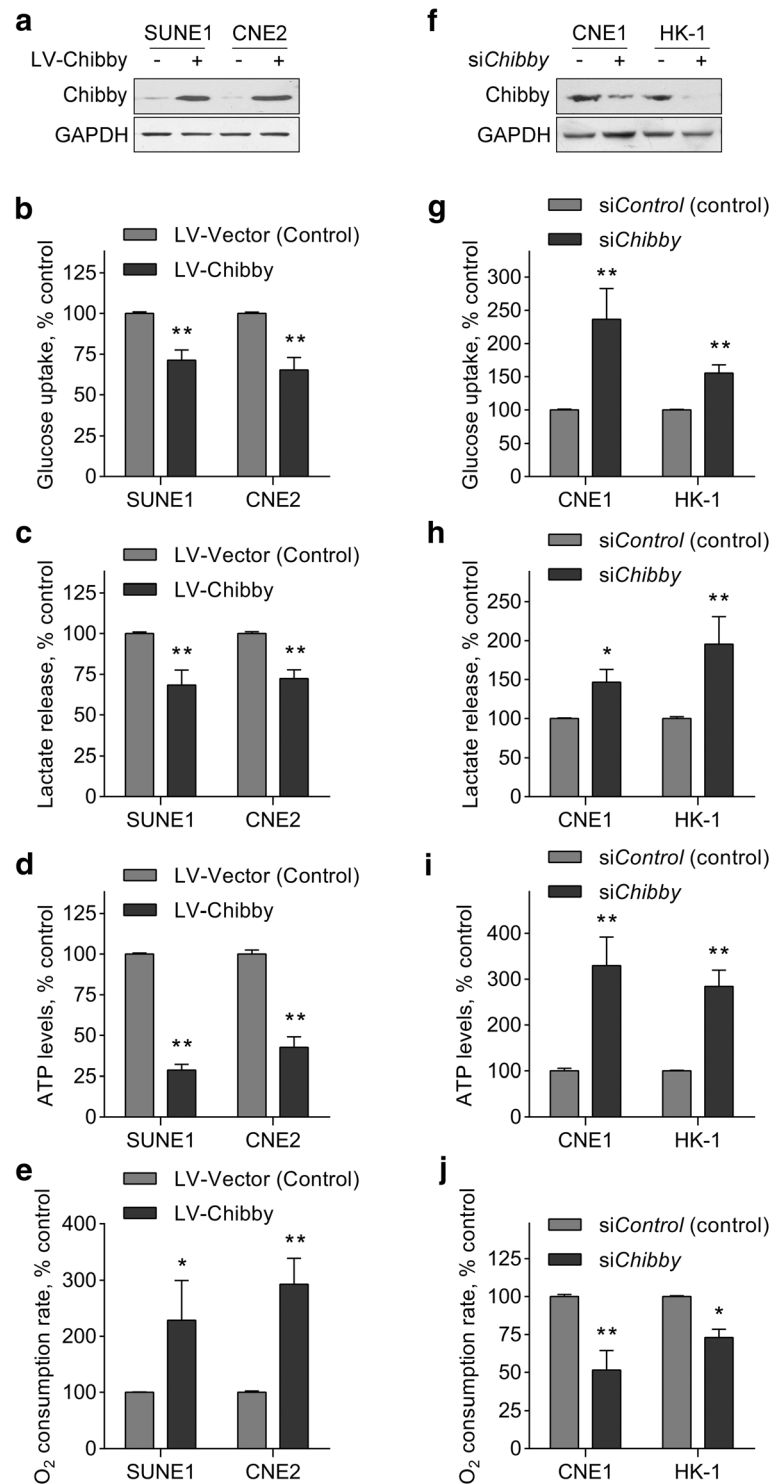 a
SUNE1 CNE2
LV-Chibby - + - +
Chibby
GAPDH
f
CNE1 HK-1
siChibby - + - +
Chibby
GAPDH
b
LV-Vector (Control)
LV-Chibby
Glucose uptake, % control
125
100
75
50
25
0
** **
SUNE1 CNE2
g
siControl (control)
siChibby
Glucose uptake, % control
300
250
200
150
100
50
0
** **
CNE1 HK-1
c
LV-Vector (Control)
LV-Chibby
Lactate release, % control
125
100
75
50
25
0
** **
SUNE1 CNE2
h
siControl (control)
siChibby
Lactate release, % control
250
200
150
100
50
0
* **
CNE1 HK-1
d
LV-Vector (Control)
LV-Chibby
ATP levels, % control
125
100
75
50
25
0
** **
SUNE1 CNE2
i
siControl (control)
siChibby
ATP levels, % control
400
300
200
100
0
** **
CNE1 HK-1
e
LV-Vector (Control)
LV-Chibby
O2 consumption rate, % control
400
300
200
100
0
* **
SUNE1 CNE2
j
siControl (control)
siChibby
O2 consumption rate, % control
125
100
75
50
25
0
** *
CNE1 HK-1